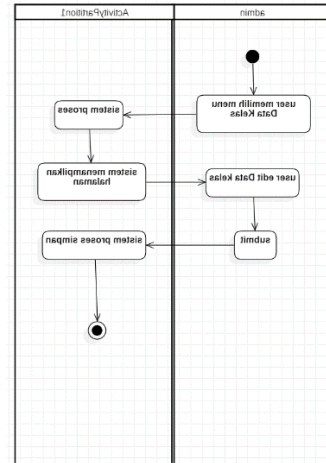 admin
ActivityPartition1
user memilih menu
Data Kelas
sistem proses
sistem menampilkan
halaman
user edit Data kelas
submit
sistem proses simpan